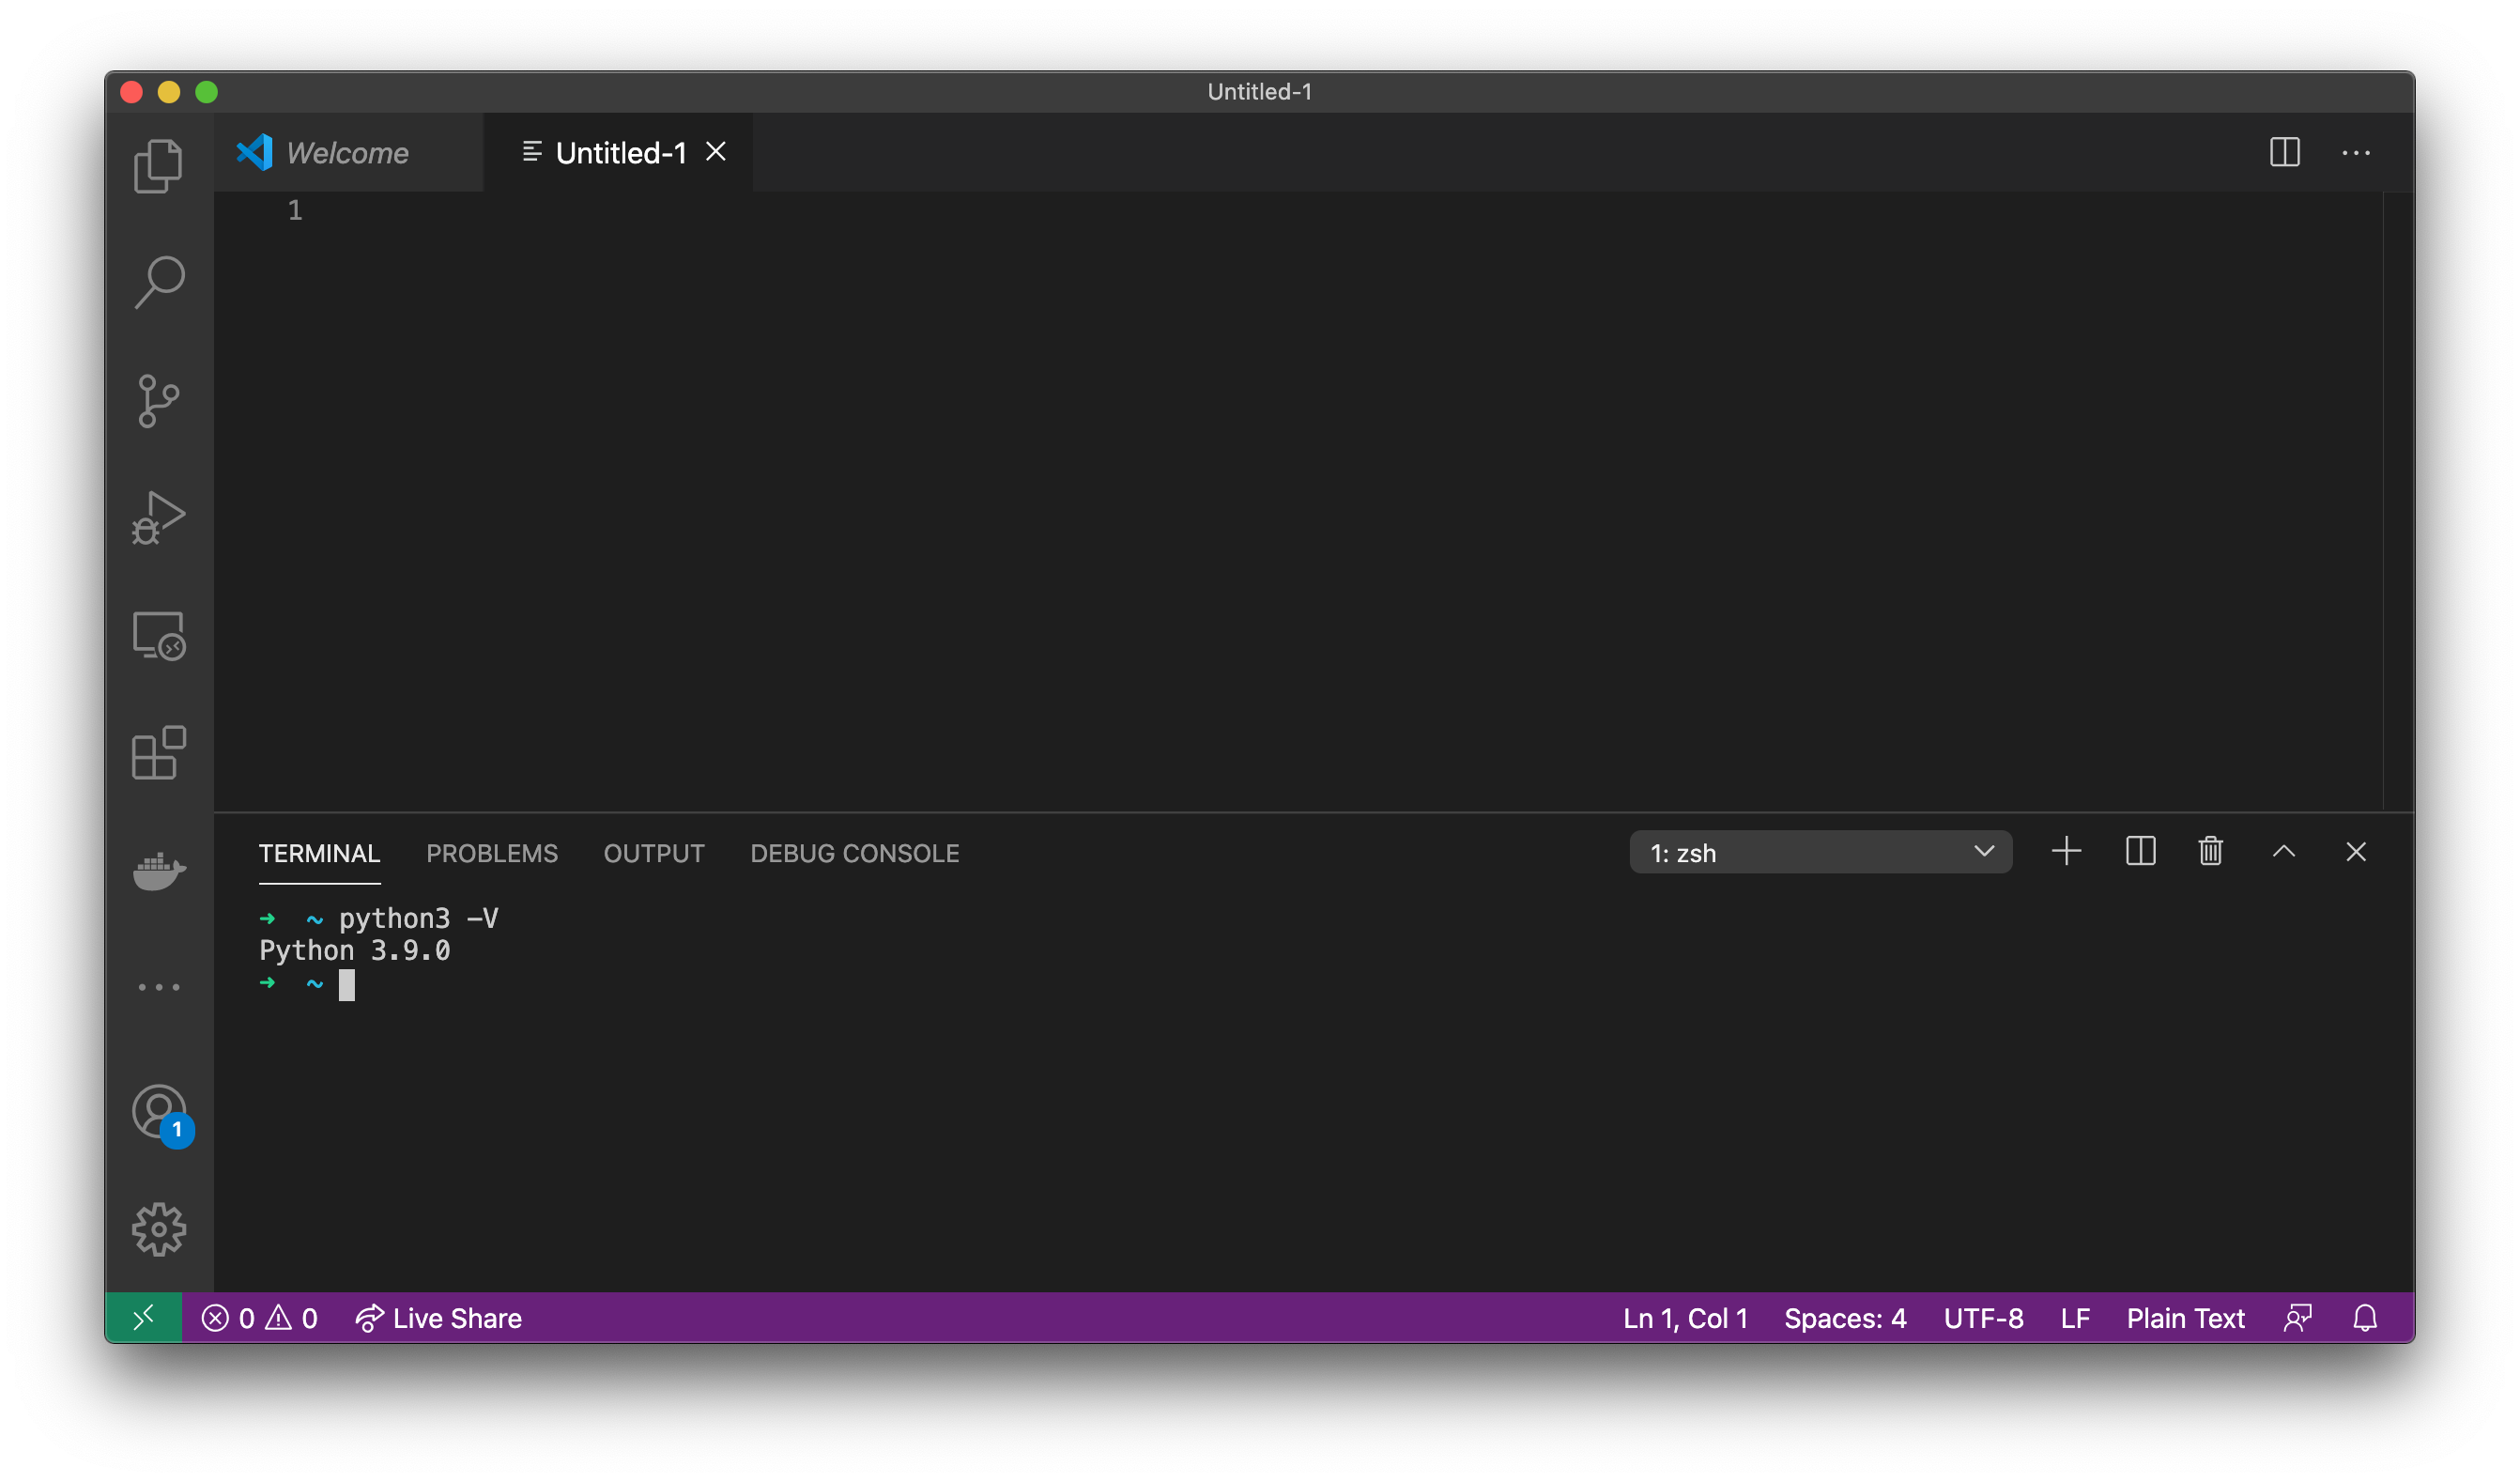 Untitled-1
Welcome
Untitled-1
1
TERMINAL PROBLEMS OUTPUT DEBUG CONSOLE 1: zsh
➜ ~ python3 -V
Python 3.9.0
➜ ~
1
0 0 Live Share Ln 1, Col 1 Spaces: 4 UTF-8 LF Plain Text